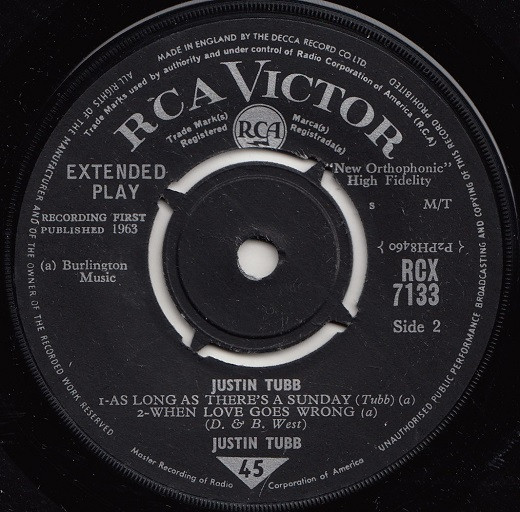 MADE IN ENGLAND BY THE DECCA RECORD CO LTD.
Trade Marks used by authority and under control of Radio Corporation of America (R.C.A)
ALL RIGHTS OF THE MANUFACTURER AND OF THE OWNER OF THE RECORDED WORK RESERVED
UNAUTHORISED PUBLIC PERFORMANCE BROADCASTING AND COPYING OF THIS RECORD PROHIBITED
RCA VICTOR
Trade Mark(s)
Registered
RCA
Marca(s)
Registrada(s)
EXTENDED
PLAY
"New Orthophonic"
High Fidelity
RECORDING FIRST
PUBLISHED 1963
S M/T
{ P2PH8460 }
(a) Burlington
Music
RCX
7133
Side 2
JUSTIN TUBB
1-AS LONG AS THERE'S A SUNDAY (Tubb) (a)
2-WHEN LOVE GOES WRONG (a)
(D. & B. West)
JUSTIN TUBB
45
Master Recording of Radio Corporation of America